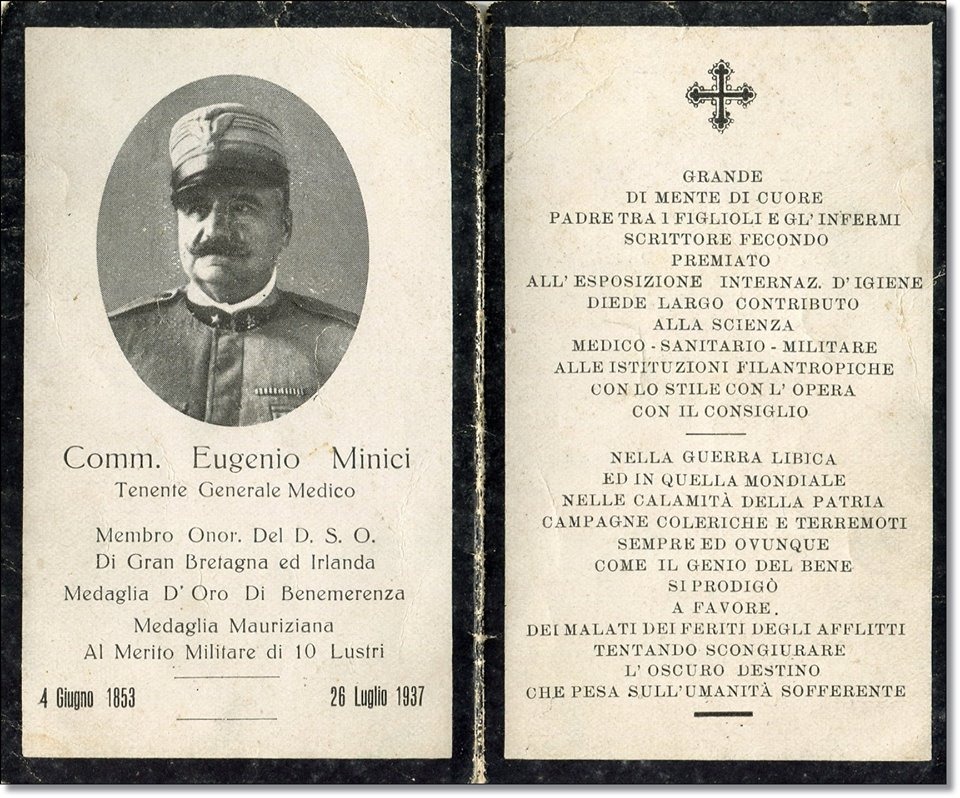 Comm. Eugenio Minici
Tenente Generale Medico
Membro Onor. Del D. S. O.
Di Gran Bretagna ed Irlanda
Medaglia D'Oro Di Benemerenza
Medaglia Mauriziana
Al Merito Militare di 10 Lustri
4 Giugno 1853 26 Luglio 1937
GRANDE
DI MENTE DI CUORE
PADRE TRA I FIGLIOLI E GL'INFERMI
SCRITTORE FECONDO
PREMIATO
ALL'ESPOSIZIONE INTERNAZ. D'IGIENE
DIEDE LARGO CONTRIBUTO
ALLA SCIENZA
MEDICO - SANITARIO - MILITARE
ALLE ISTITUZIONI FILANTROPICHE
CON LO STILE CON L'OPERA
CON IL CONSIGLIO
NELLA GUERRA LIBICA
ED IN QUELLA MONDIALE
NELLE CALAMITÀ DELLA PATRIA
CAMPAGNE COLERICHE E TERREMOTI
SEMPRE ED OVUNQUE
COME IL GENIO DEL BENE
SI PRODIGÒ
A FAVORE.
DEI MALATI DEI FERITI DEGLI AFFLITTI
TENTANDO SCONGIURARE
L'OSCURO DESTINO
CHE PESA SULL'UMANITÀ SOFFERENTE